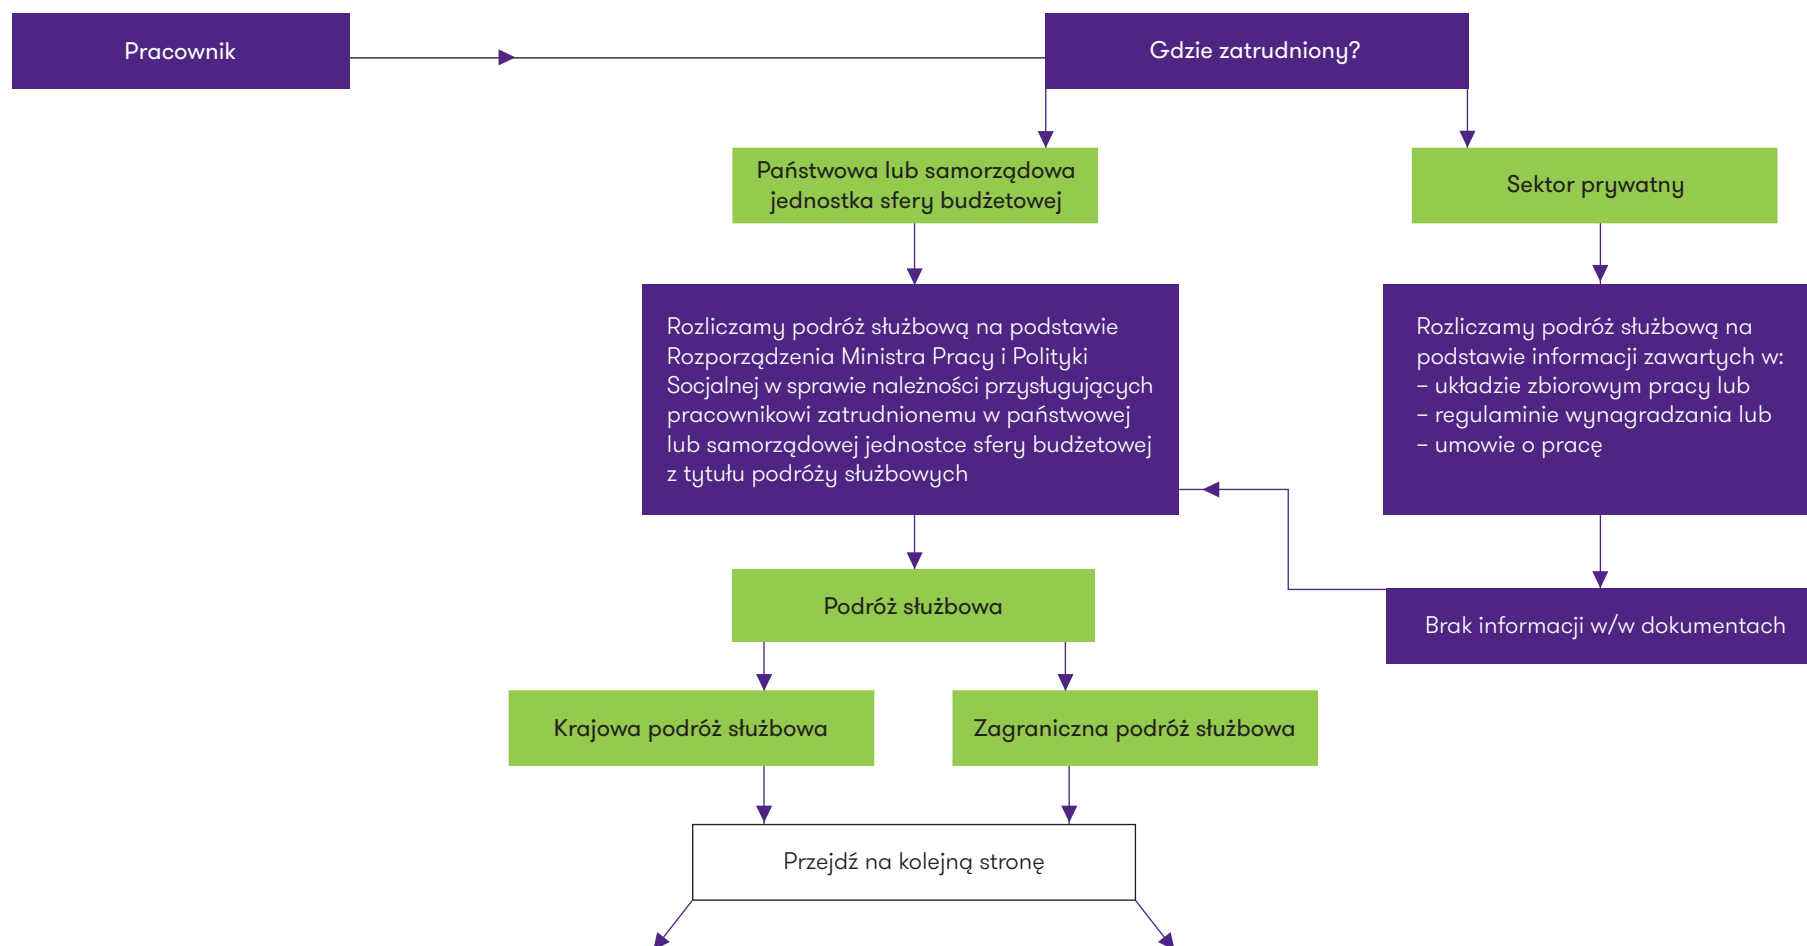 Pracownik
Gdzie zatrudniony?
Państwowa lub samorządowa
jednostka sfery budżetowej
Sektor prywatny
Rozliczamy podróż służbową na podstawie
Rozporządzenia Ministra Pracy i Polityki
Socjalnej w sprawie należności przysługujących
pracownikowi zatrudnionemu w państwowej
lub samorządowej jednostce sfery budżetowej
z tytułu podróży służbowych
Rozliczamy podróż służbową na
podstawie informacji zawartych w:
– układzie zbiorowym pracy lub
– regulaminie wynagradzania lub
– umowie o pracę
Podróż służbowa
Brak informacji w/w dokumentach
Krajowa podróż służbowa
Zagraniczna podróż służbowa
Przejdź na kolejną stronę